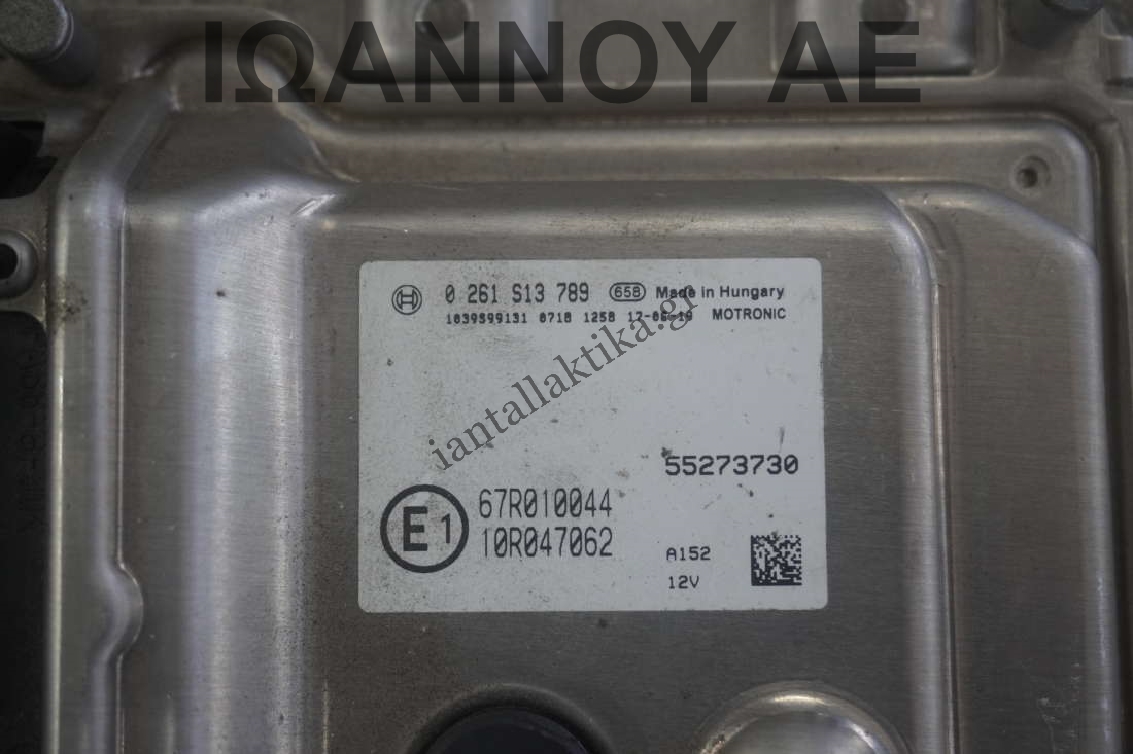 ΙΩΑΝΝΟΥ ΑΕ
0 261 S13 789 658 Made in Hungary
1039S99131 0718 1258 MOTRONIC
iantallaktika.gr
55273730
E1 67R010044
10R047062
A152
12V